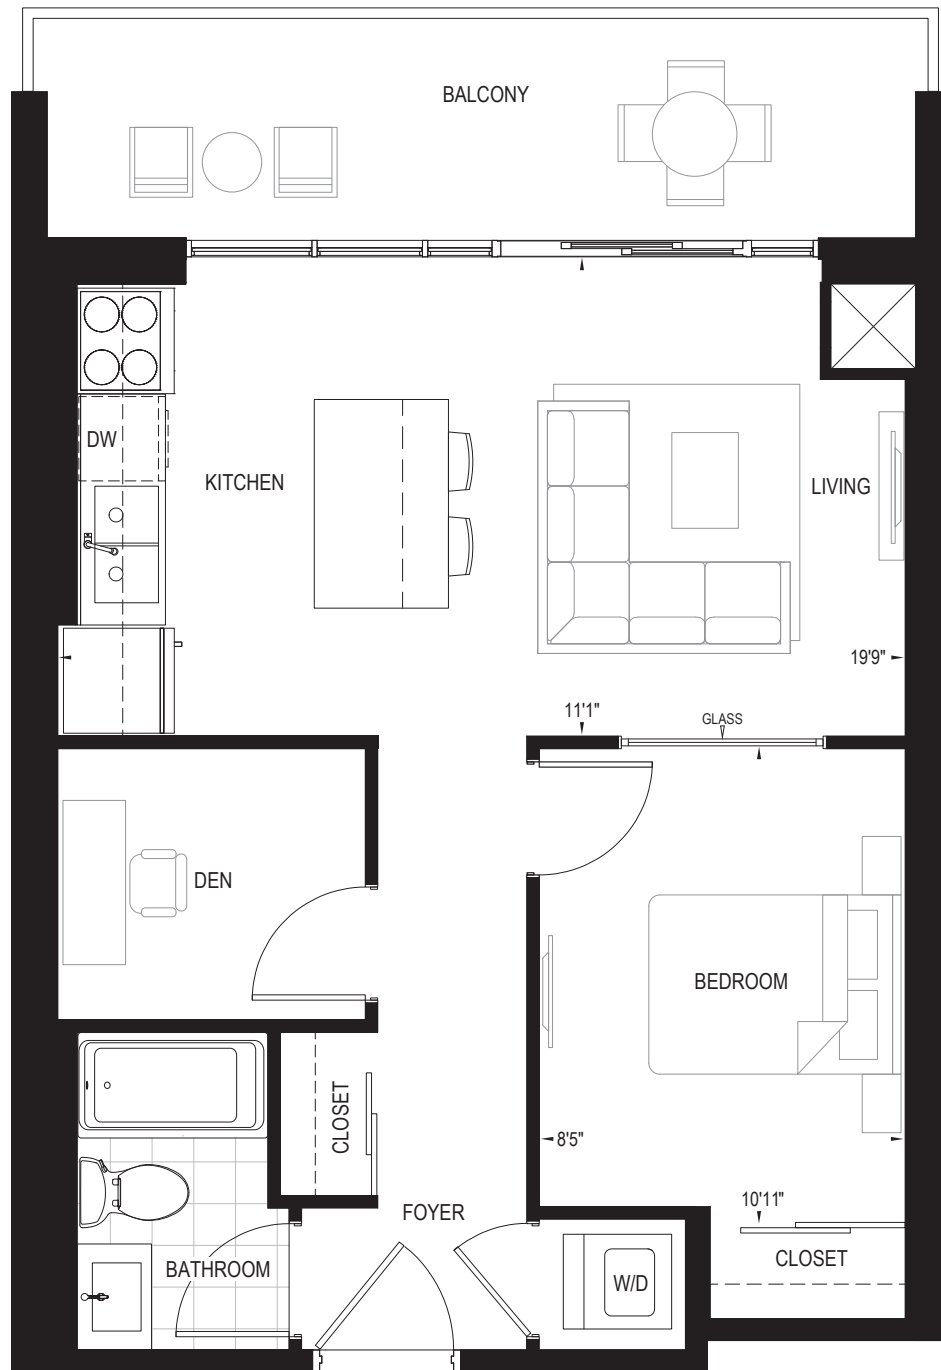 BALCONY
DW
KITCHEN
LIVING
19'9"
11'1"
GLASS
DEN
BEDROOM
CLOSET
8'5"
10'11"
FOYER
CLOSET
BATHROOM
W/D